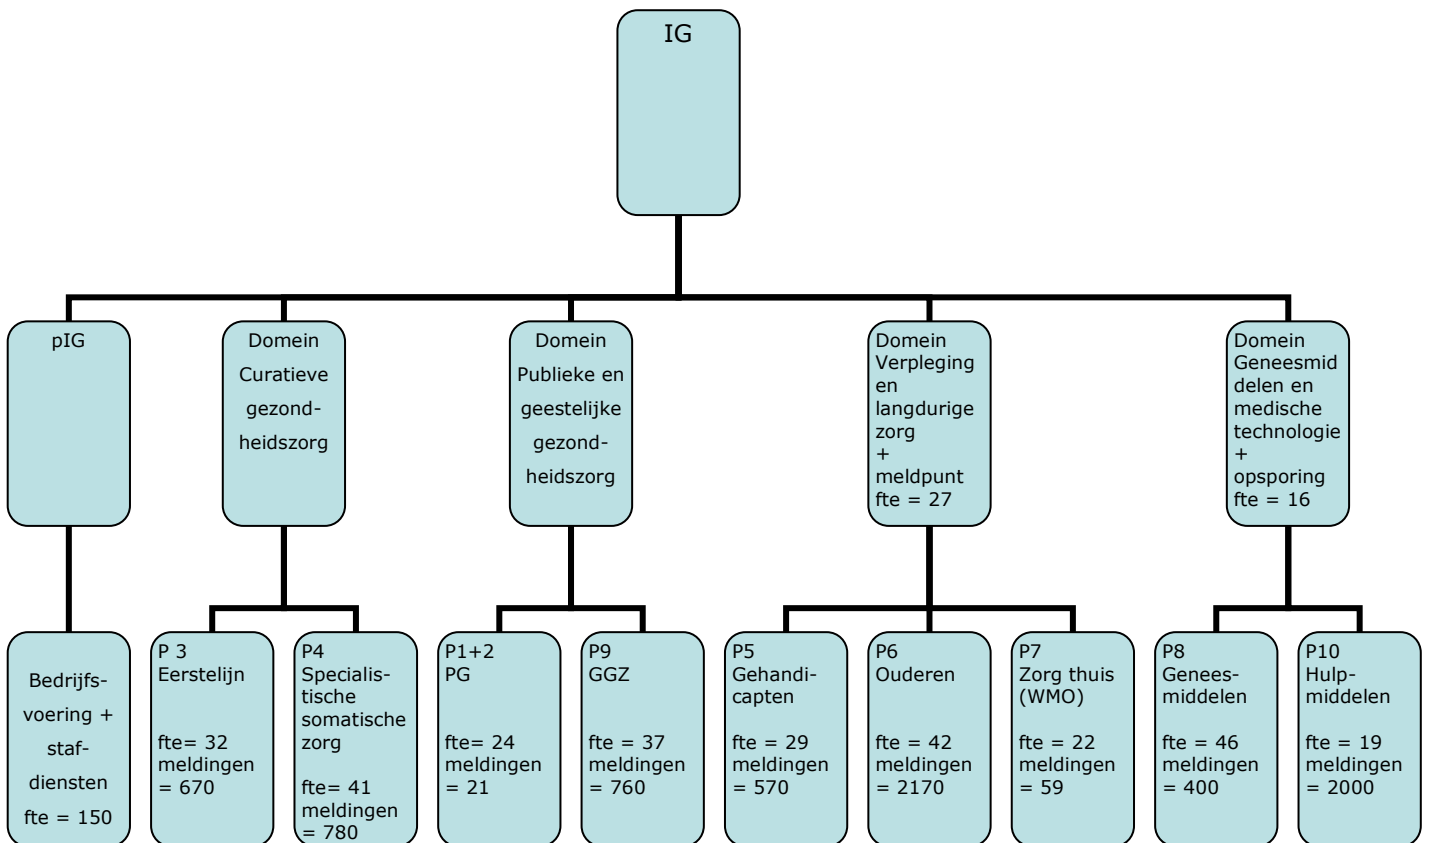 IG
pIG
Domein
Curatieve
gezond-
heidszorg
Domein
Publieke en
geestelijke
gezond-
heidszorg
Domein
Verpleging
en
langdurige
zorg
+
meldpunt
fte = 27
Domein
Geneesmid
delen en
medische
technologie
+
opsporing
fte = 16
Bedrijfs-
voering +
staf-
diensten
fte = 150
P 3
Eerstelijn
fte= 32
meldingen
= 670
P4
Specialis-
tische
somatische
zorg
fte= 41
meldingen
= 780
P1+2
PG
fte= 24
meldingen
= 21
P9
GGZ
fte = 37
meldingen
= 760
P5
Gehandi-
capten
fte = 29
meldingen
= 570
P6
Ouderen
fte = 42
meldingen
= 2170
P7
Zorg thuis
(WMO)
fte = 22
meldingen
= 59
P8
Genees-
middelen
fte = 46
meldingen
= 400
P10
Hulp-
middelen
fte = 19
meldingen
= 2000